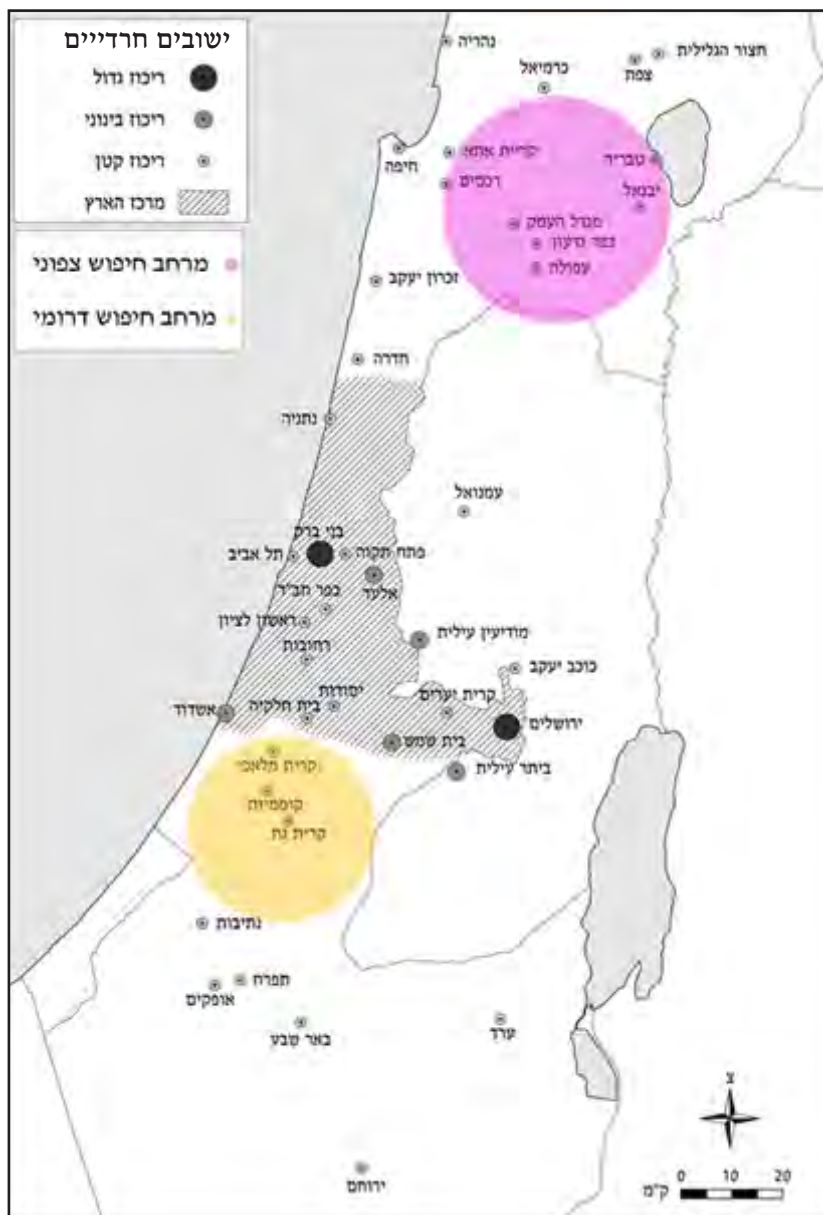 ישובים חרדייים
ריכוז גדול
ריכוז בינוני
ריכוז קטן
מרכז הארץ
מרחב חיפוש צפוני
מרחב חיפוש דרומי
נהריה
חצור הגלילית
צפת
כרמיאל
חיפה
קריית אתא
טבריה
רכסים
יבנאל
מגדל העמק
כפר גדעון
עפולה
זכרון יעקב
חדרה
נתניה
עמנואל
בני ברק
תל אביב
פתח תקוה
אלעד
כפר חב"ד
ראשון לציון
מודיעין עילית
רחובות
כוכב יעקב
יסודות
קרית יערים
אשדוד
בית חלקיה
ירושלים
בית שמש
ביתר עילית
קרית מלאכי
קוממיות
קרית גת
נתיבות
תפרח
אופקים
ערד
באר שבע
ירוחם
צ
0 10 20
ק"מ